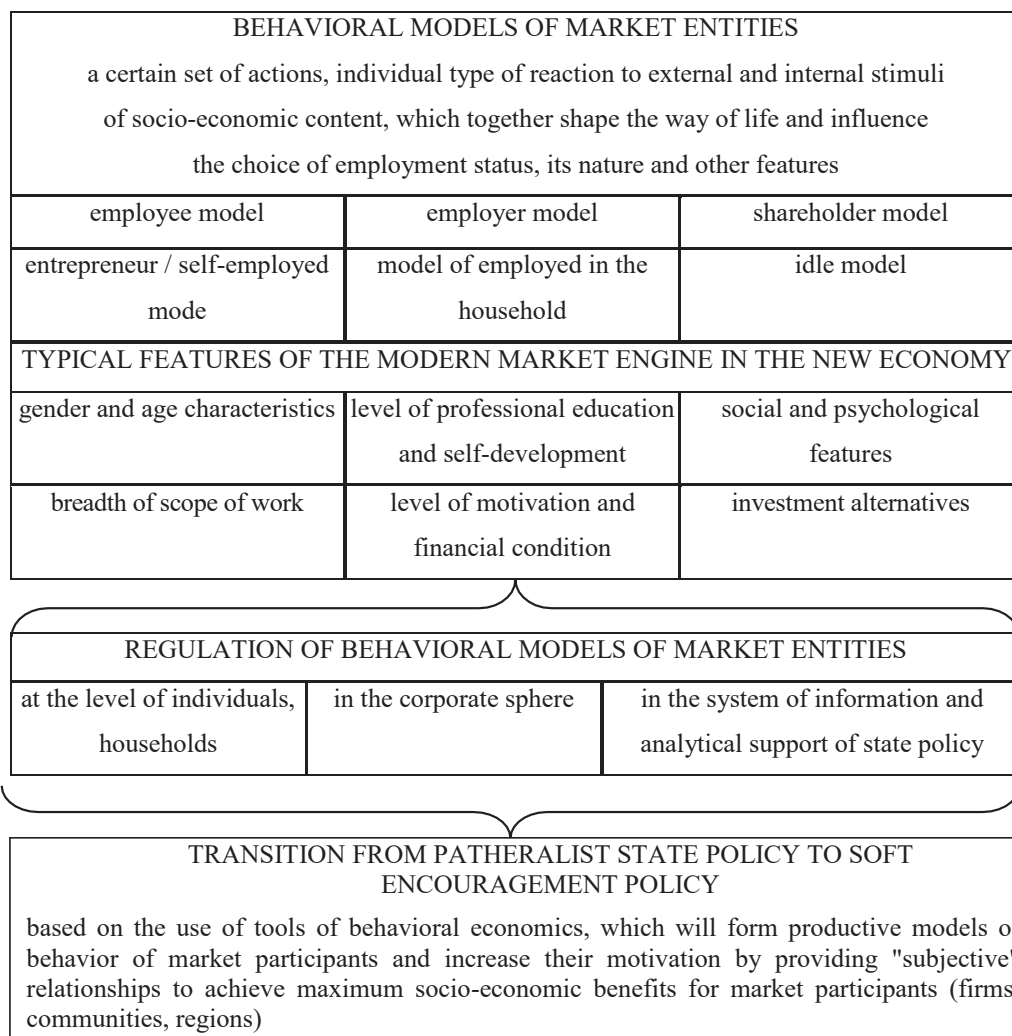 BEHAVIORAL MODELS OF MARKET ENTITIES
a certain set of actions, individual type of reaction to external and internal stimuli
of socio-economic content, which together shape the way of life and influence
the choice of employment status, its nature and other features
employee model
employer model
shareholder model
entrepreneur / self-employed
mode
model of employed in the
household
idle model
TYPICAL FEATURES OF THE MODERN MARKET ENGINE IN THE NEW ECONOMY
gender and age characteristics
level of professional education
and self-development
social and psychological
features
breadth of scope of work
level of motivation and
financial condition
investment alternatives
REGULATION OF BEHAVIORAL MODELS OF MARKET ENTITIES
at the level of individuals,
households
in the corporate sphere
in the system of information and
analytical support of state policy
TRANSITION FROM PATHERALIST STATE POLICY TO SOFT
ENCOURAGEMENT POLICY
based on the use of tools of behavioral economics, which will form productive models o
behavior of market participants and increase their motivation by providing "subjective"
relationships to achieve maximum socio-economic benefits for market participants (firms
communities, regions)